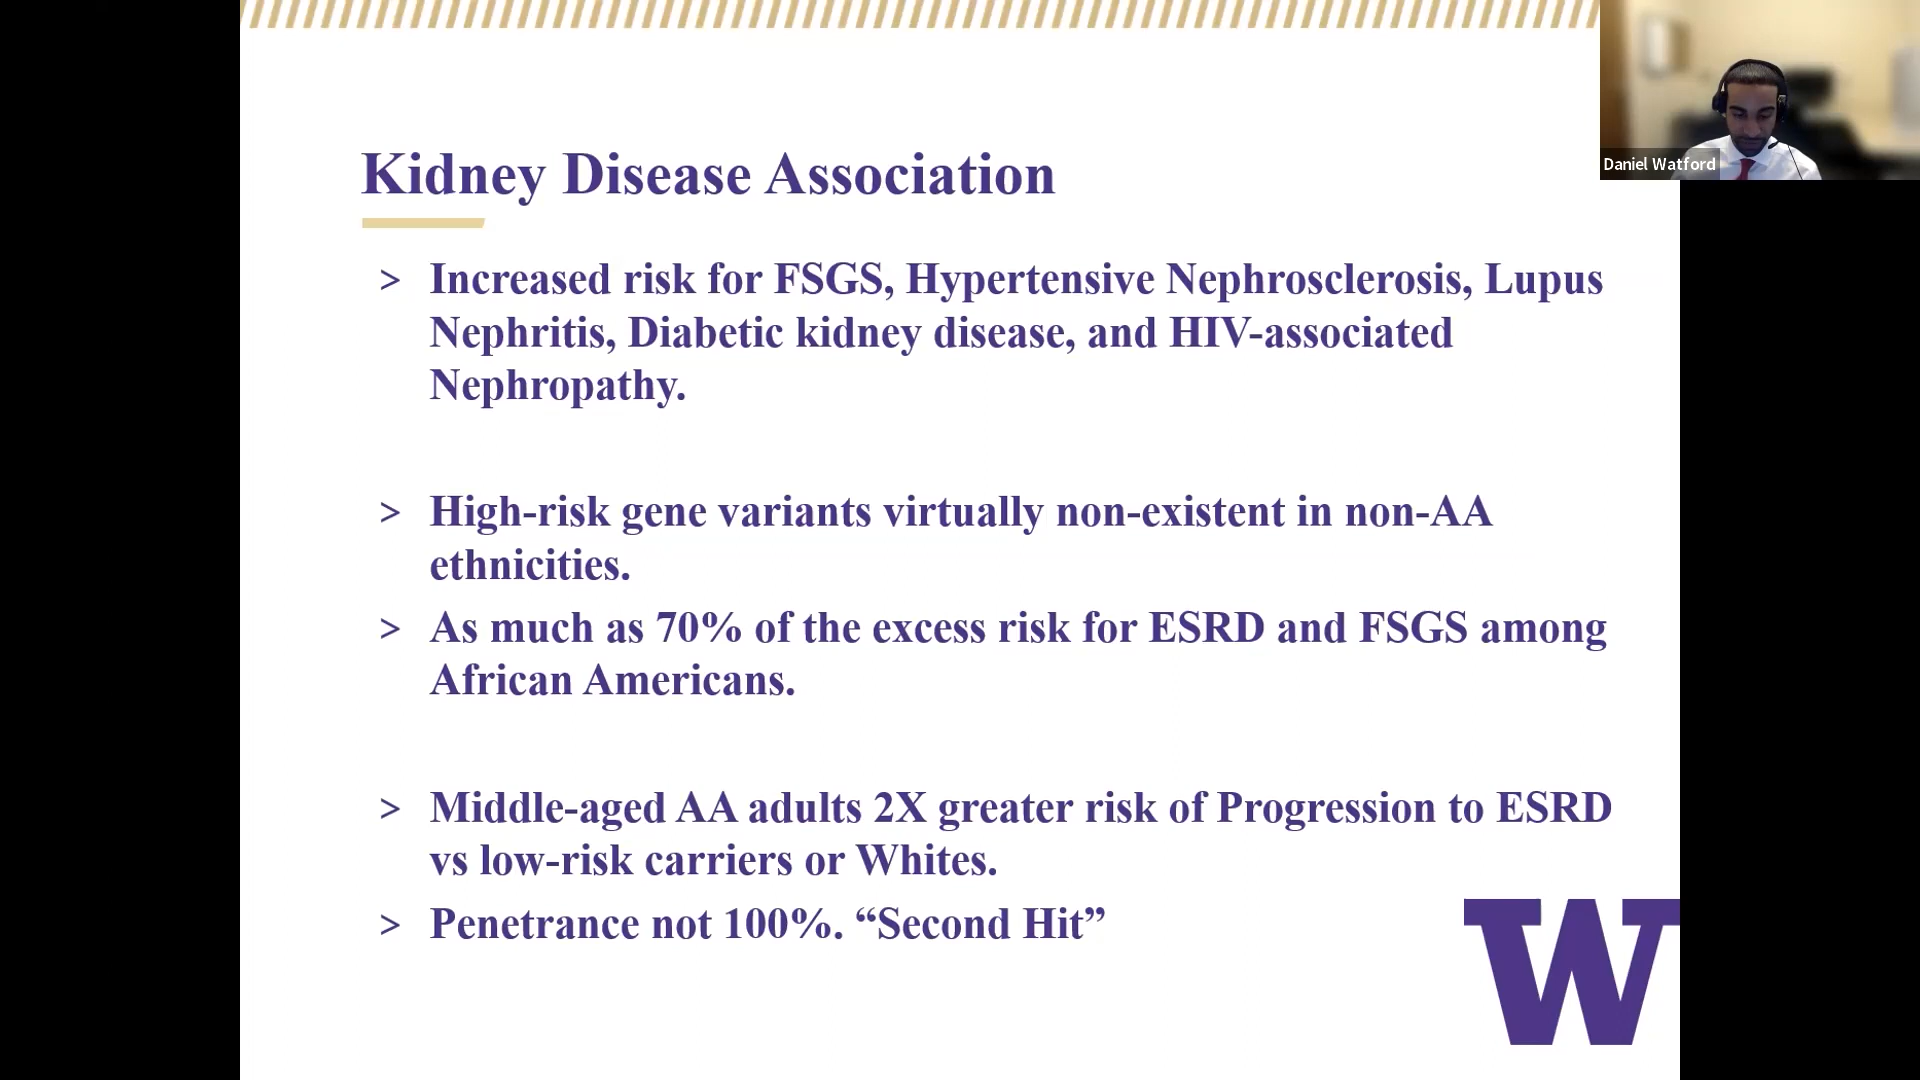 Kidney Disease Association
> Increased risk for FSGS, Hypertensive Nephrosclerosis, Lupus
Nephritis, Diabetic kidney disease, and HIV-associated
Nephropathy.
> High-risk gene variants virtually non-existent in non-AA
ethnicities.
> As much as 70% of the excess risk for ESRD and FSGS among
African Americans.
> Middle-aged AA adults 2X greater risk of Progression to ESRD
vs low-risk carriers or Whites.
> Penetrance not 100%. “Second Hit”
W
Daniel Watford